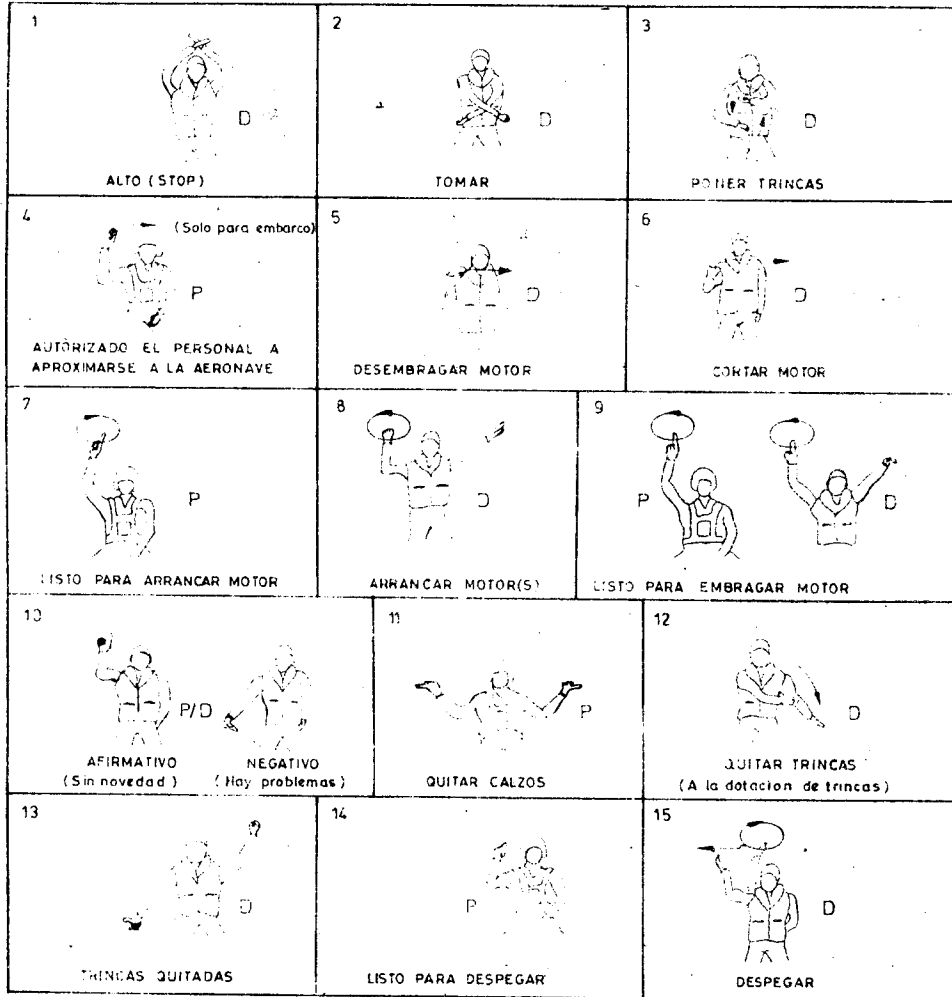 1
D
ALTO (STOP)
2
D
TOMAR
3
D
PONER TRINCAS
4
(Solo para embarco)
P
AUTORIZADO EL PERSONAL A
APROXIMARSE A LA AERONAVE
5
D
DESEMBRAGAR MOTOR
6
D
CORTAR MOTOR
7
P
LISTO PARA ARRANCAR MOTOR
8
D
ARRANCAR MOTOR(S)
9
P
D
LISTO PARA EMBRAGAR MOTOR
10
P/D
AFIRMATIVO
(Sin novedad)
NEGATIVO
(Hay problemas)
11
P
QUITAR CALZOS
12
D
QUITAR TRINCAS
(A la dotacion de trincas)
13
D
TRINCAS QUITADAS
14
P
LISTO PARA DESPEGAR
15
D
DESPEGAR